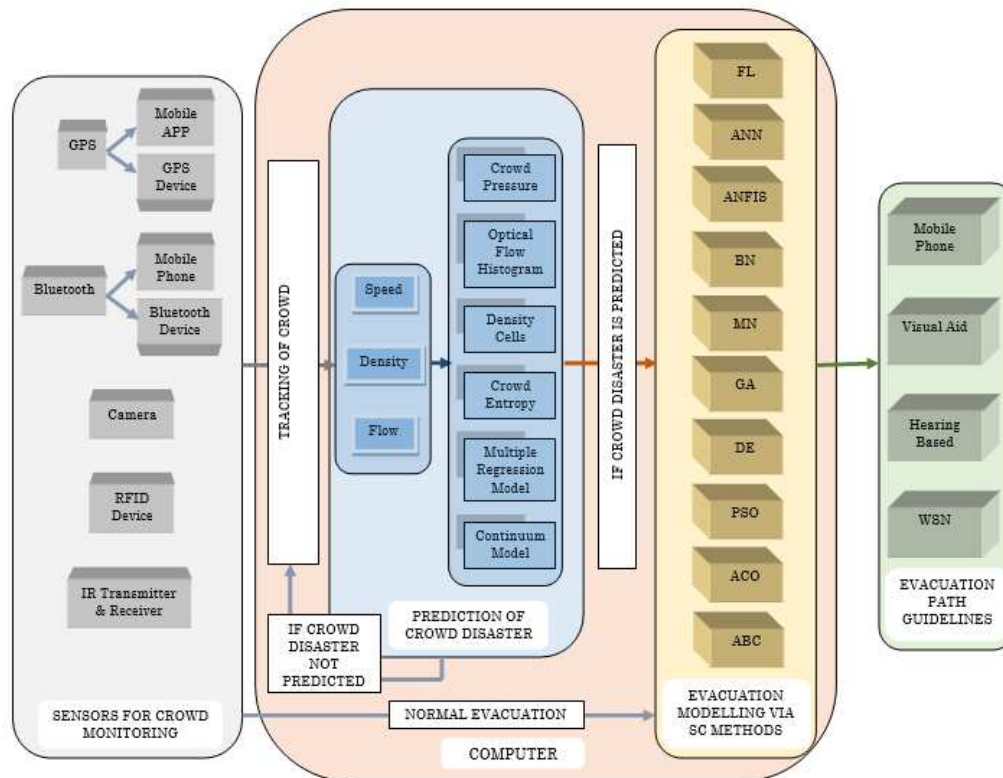 GPS
Mobile
APP
GPS
Device
Bluetooth
Mobile
Phone
Bluetooth
Device
Camera
RFID
Device
IR Transmitter
& Receiver
SENSORS FOR CROWD
MONITORING
TRACKING OF CROWD
Speed
Density
Flow
Crowd
Pressure
Optical
Flow
Histogram
Density
Cells
Crowd
Entropy
Multiple
Regression
Model
Continuum
Model
PREDICTION OF
CROWD DISASTER
IF CROWD
DISASTER
NOT
PREDICTED
NORMAL EVACUATION
COMPUTER
IF CROWD DISASTER IS PREDICTED
FL
ANN
ANFIS
BN
MN
GA
DE
PSO
ACO
ABC
EVACUATION
MODELLING VIA
SC METHODS
Mobile
Phone
Visual Aid
Hearing
Based
WSN
EVACUATION
PATH
GUIDELINES